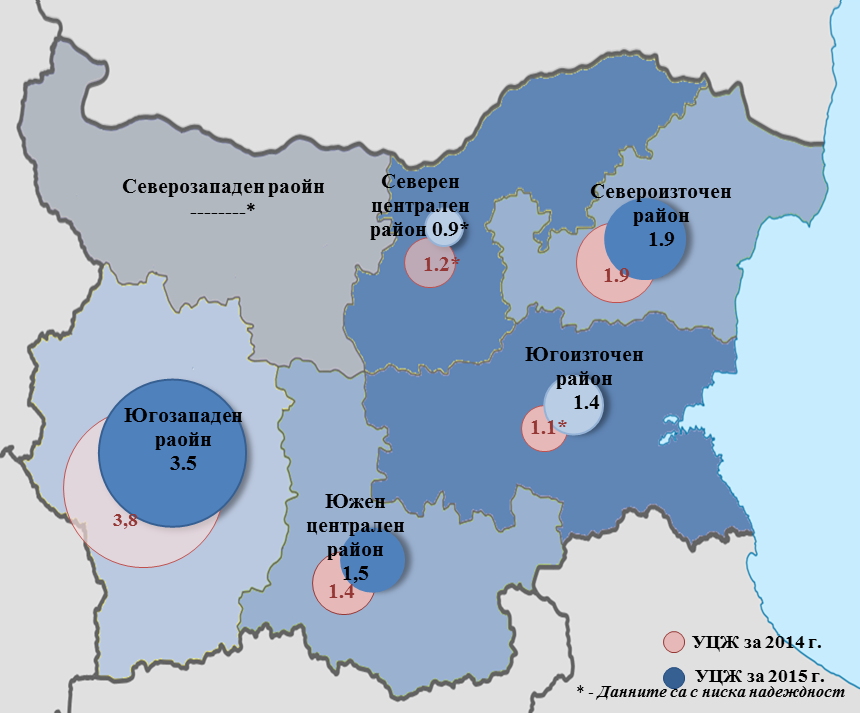 Северозападен раойн
--------*
Северен
централен
район 0.9*
1.2*
Североизточен
район
1.9
1.9
Югоизточен
район
1.4
1.1*
Югозападен
раойн
3.5
3,8
Южен
централен
район
1,5
1.4
УЦЖ за 2014 г.
УЦЖ за 2015 г.
* - Данните са с ниска надеждност